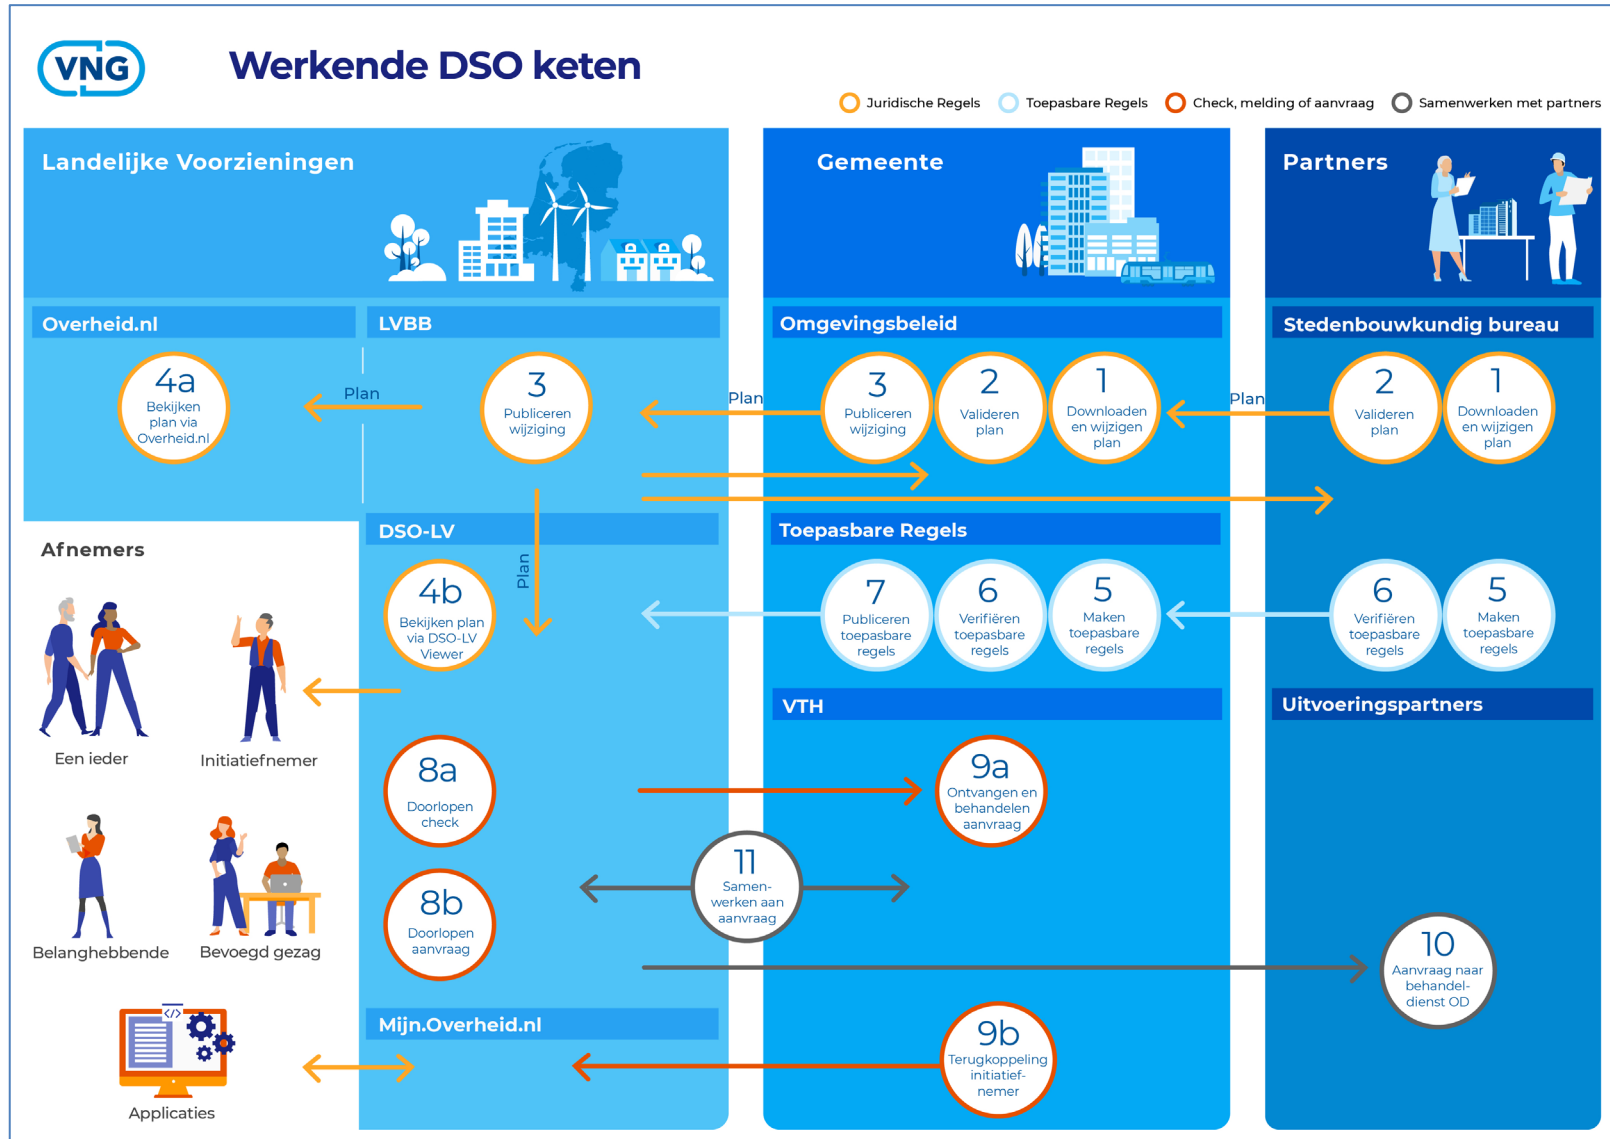 VNG
Werkende DSO keten
Juridische Regels
Toepasbare Regels
Check, melding of aanvraag
Samenwerken met partners
Landelijke Voorzieningen
Gemeente
Partners
Overheid.nl
LVBB
Omgevingsbeleid
Stedenbouwkundig bureau
4a
Bekijken
plan via
Overheid.nl
Plan
3
Publiceren
wijziging
Plan
3
Publiceren
wijziging
2
Valideren
plan
1
Downloaden
en wijzigen
plan
Plan
2
Valideren
plan
1
Downloaden
en wijzigen
plan
Afnemers
DSO-LV
Toepasbare Regels
4b
Bekijken plan
via DSO-LV
Viewer
Plan
7
Publiceren
toepasbare
regels
6
Verifiëren
toepasbare
regels
5
Maken
toepasbare
regels
6
Verifiëren
toepasbare
regels
5
Maken
toepasbare
regels
Een ieder
Initiatiefnemer
VTH
Uitvoeringspartners
8a
Doorlopen
check
9a
Ontvangen en
behandelen
aanvraag
11
Samen-
werken aan
aanvraag
8b
Doorlopen
aanvraag
Belanghebbende
Bevoegd gezag
10
Aanvraag naar
behandel-
dienst OD
</>
Applicaties
Mijn.Overheid.nl
9b
Terugkoppeling
initiatief-
nemer